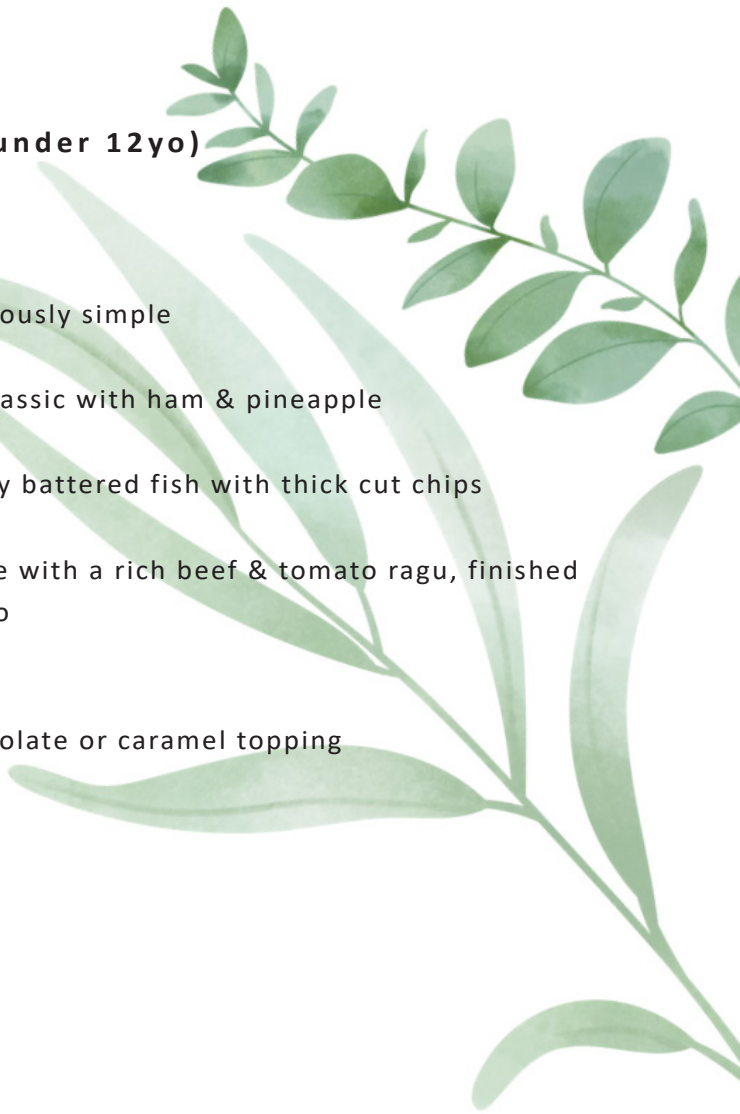 under 12yo)
ously simple
assic with ham & pineapple
y battered fish with thick cut chips
e with a rich beef & tomato ragu, finished
o
olate or caramel topping